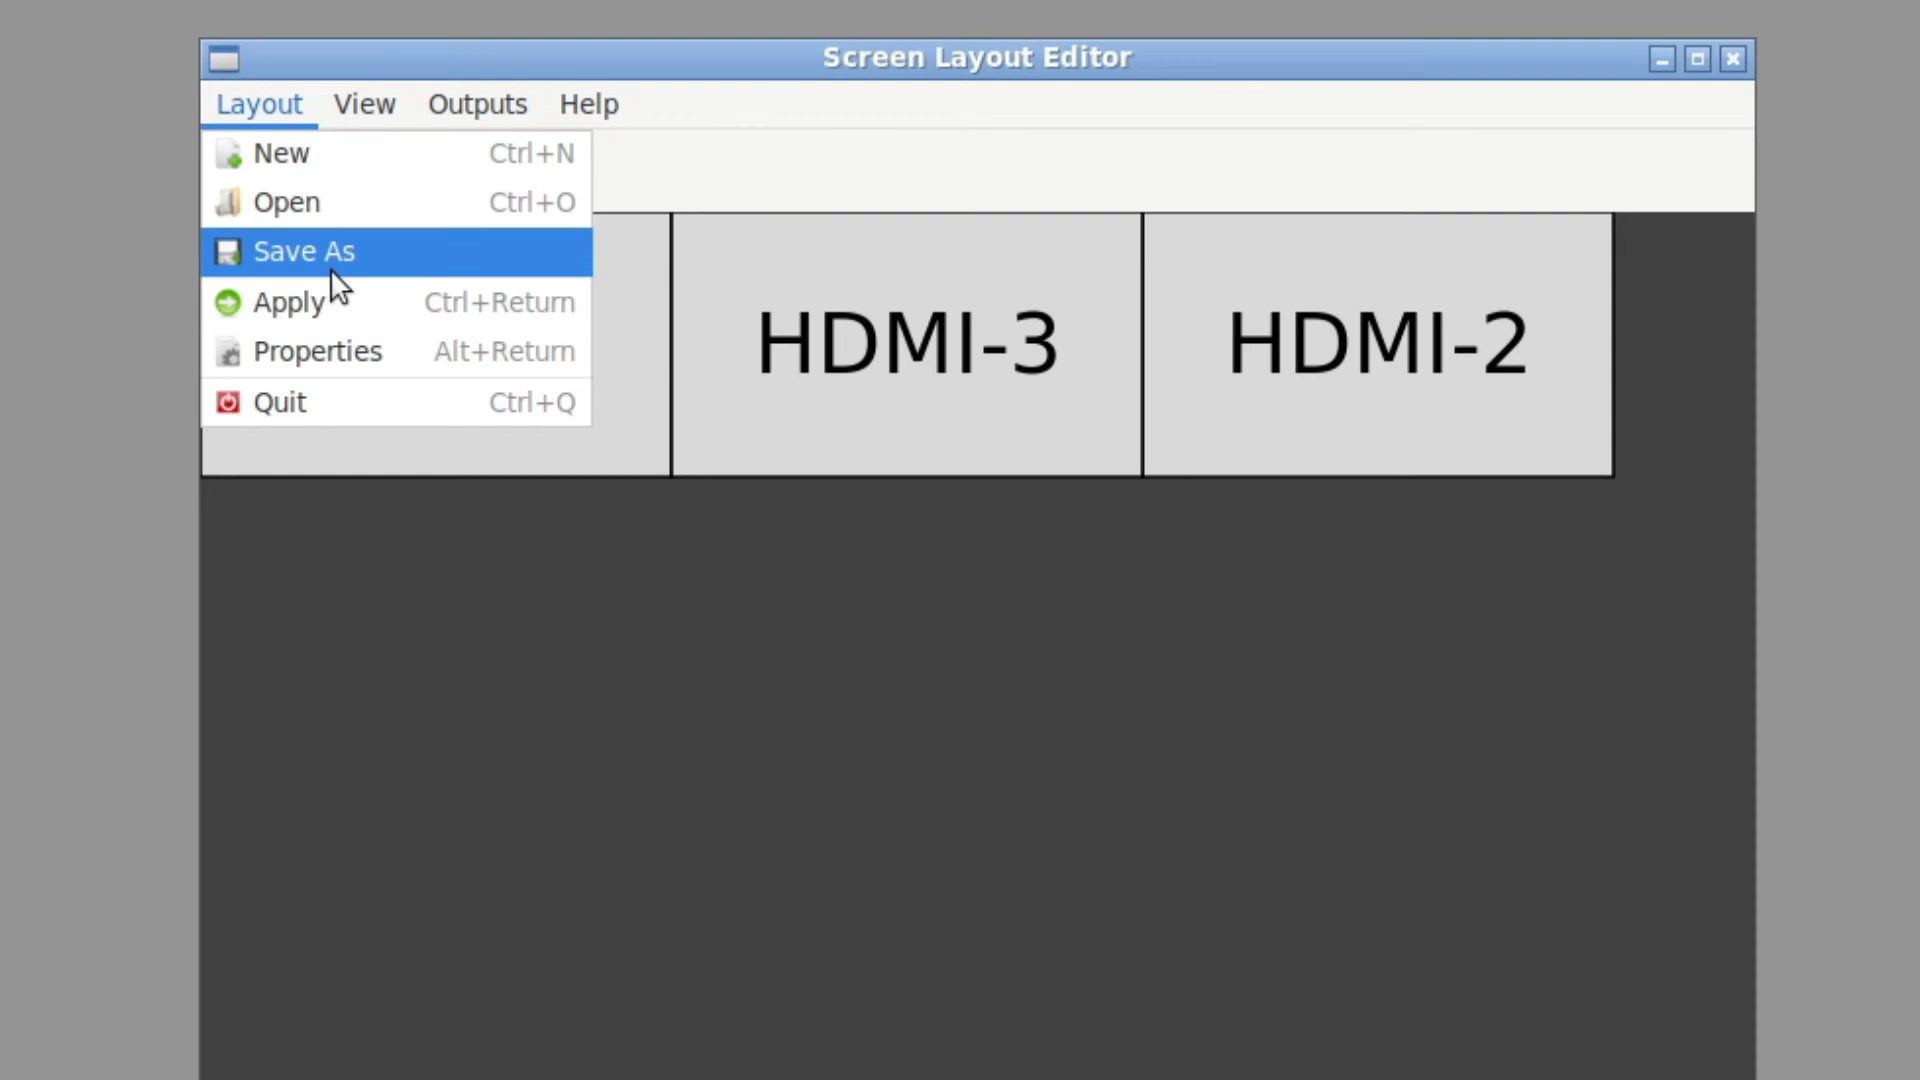 Screen Layout Editor
Layout View Outputs Help
New Ctrl+N
Open Ctrl+O
Save As
Apply Ctrl+Return
Properties Alt+Return
Quit Ctrl+Q
HDMI-3 HDMI-2